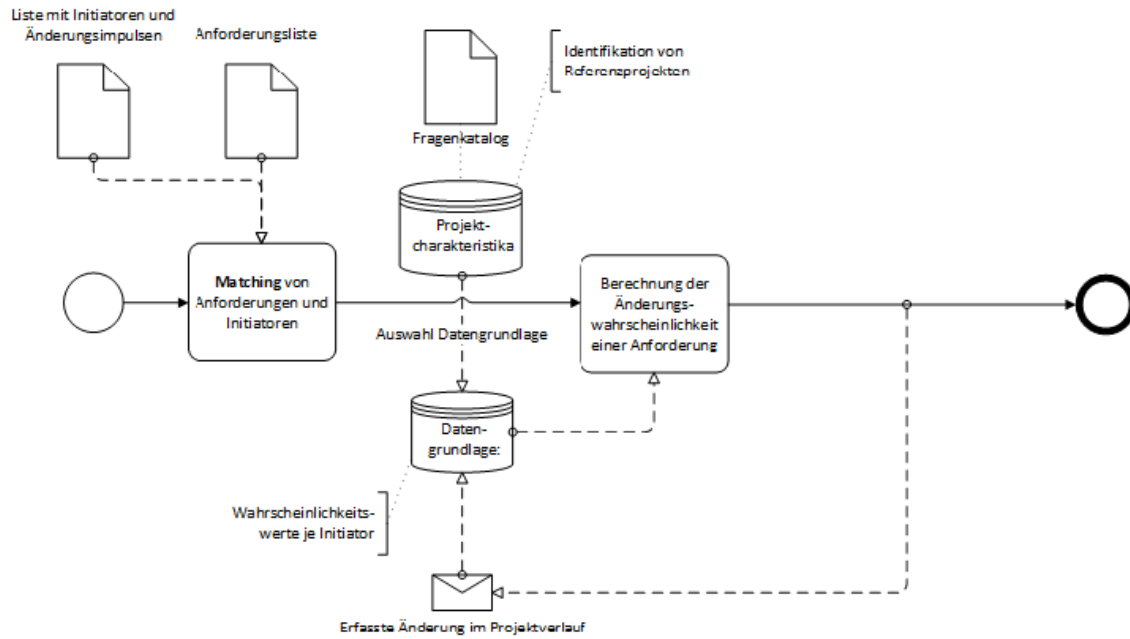 Liste mit Initiatoren und
Änderungsimpulsen
Anforderungsliste
Identifikation von
Referenzprojekten
Fragenkatalog
Projekt-
charakteristika
Matching von
Anforderungen und
Initiatoren
Berechnung der
Änderungs-
wahrscheinlichkeit
einer Anforderung
Auswahl Datengrundlage
Daten-
grundlage:
Wahrscheinlichkeits-
werte je Initiator
Erfasste Änderung im Projektverlauf